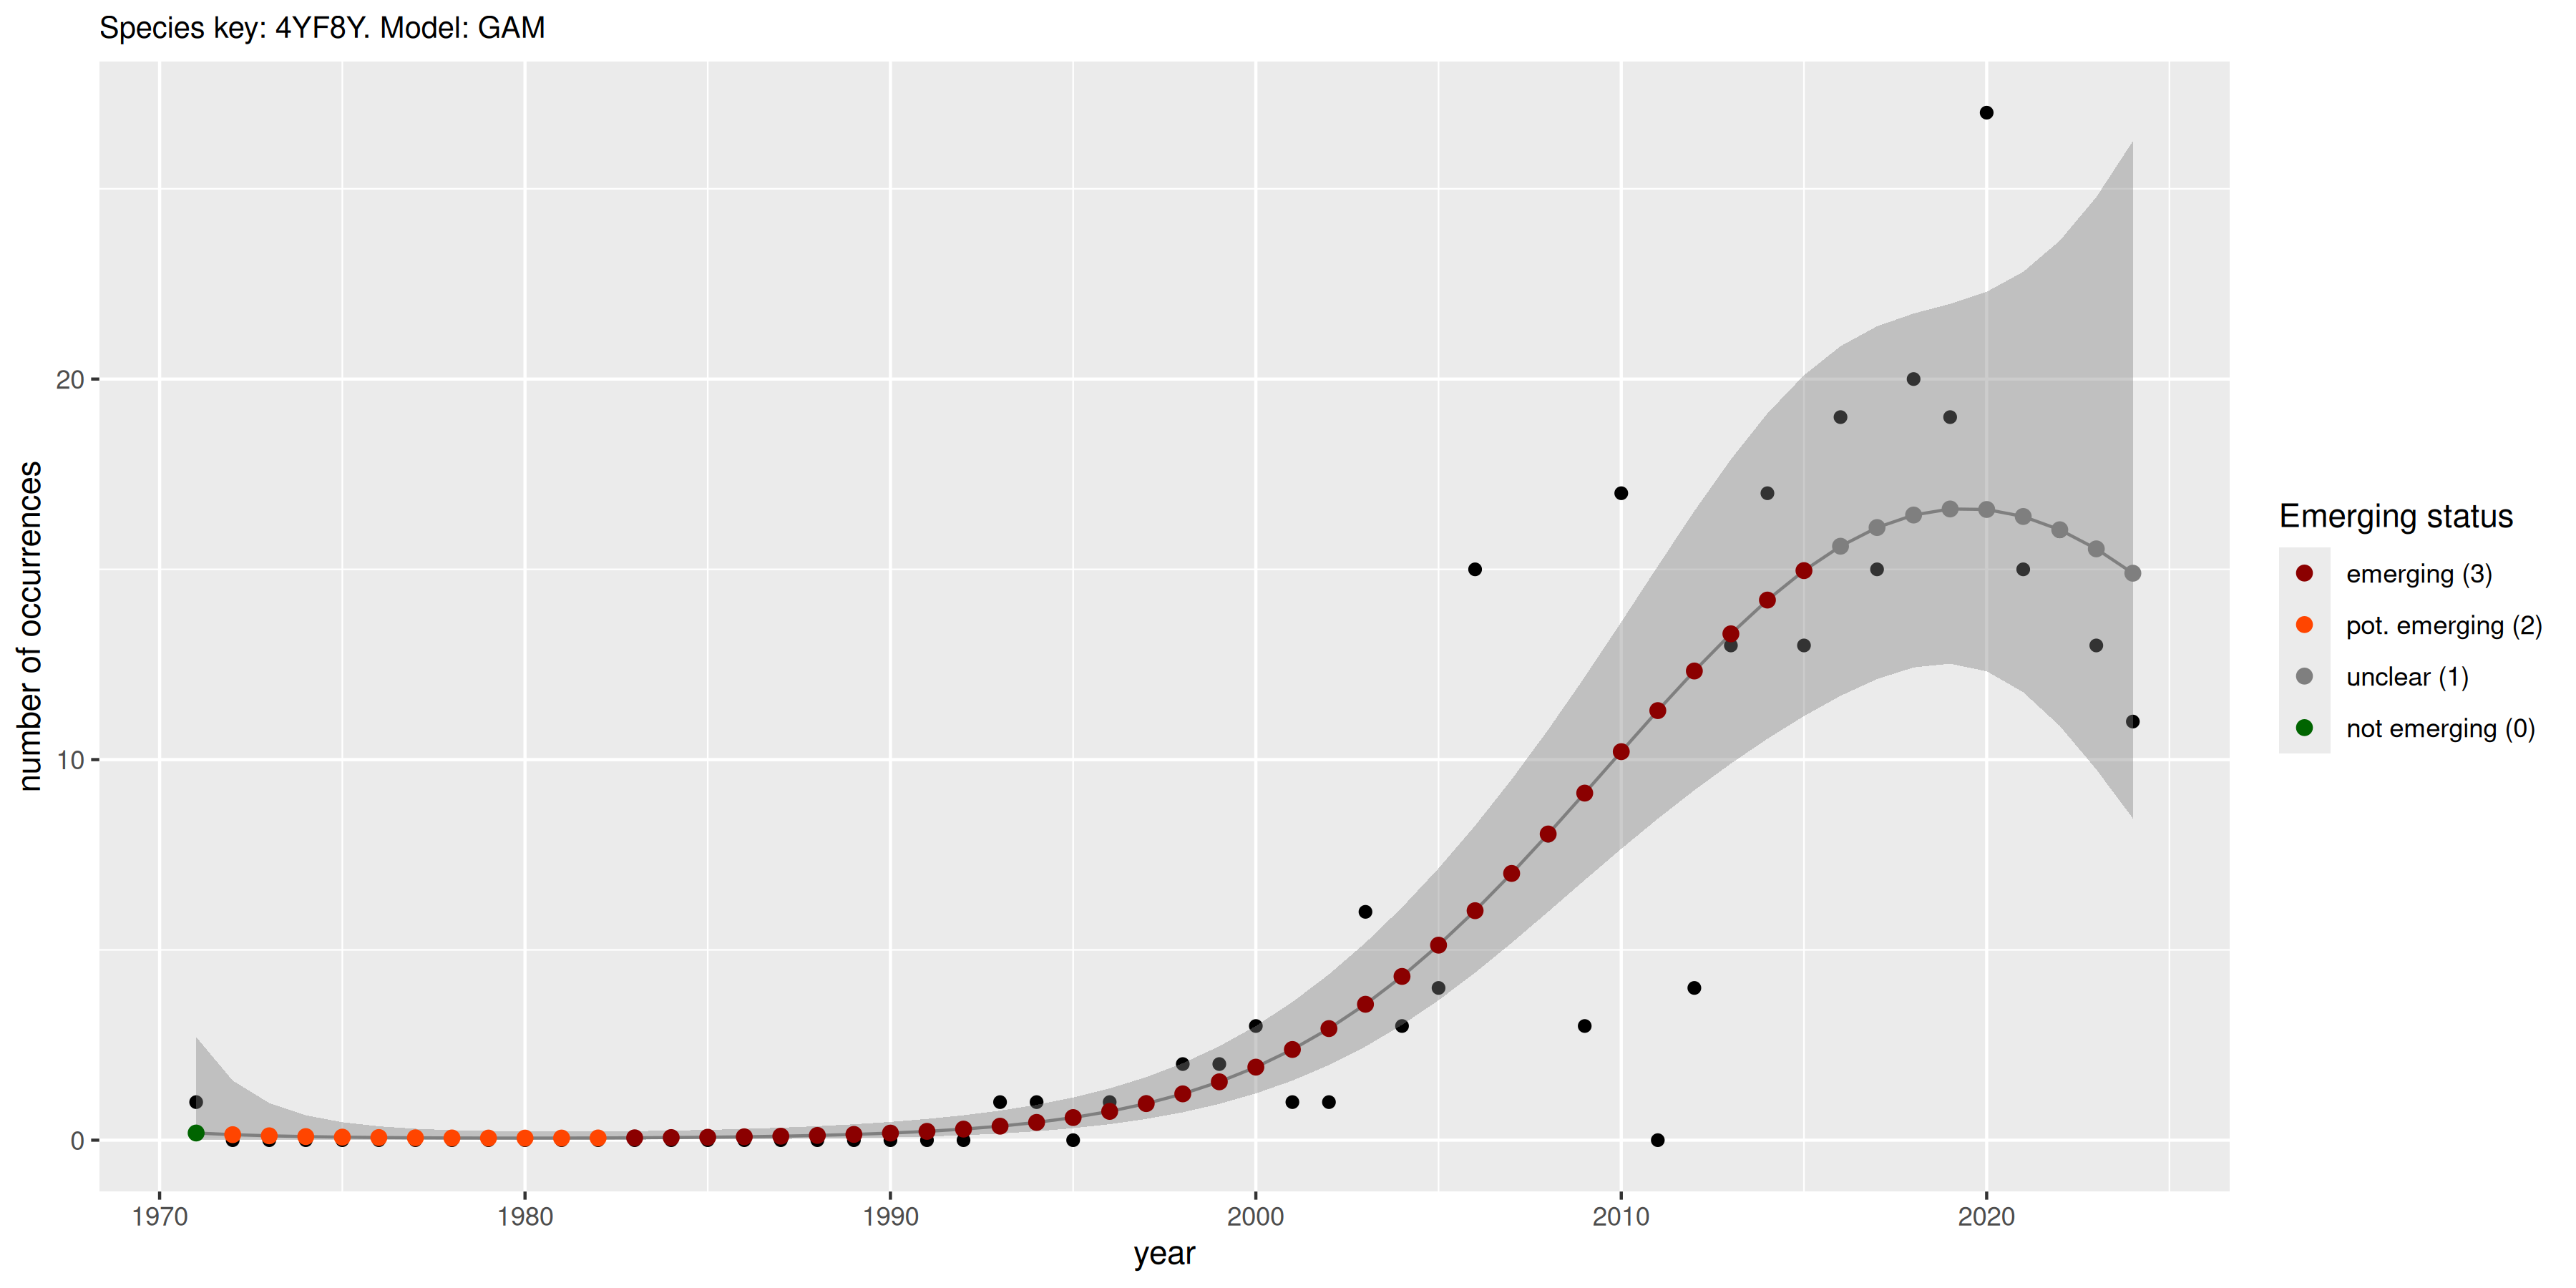 Species key: 4YF8Y. Model: GAM
number of occurrences
20
10
0
1970
1980
1990
2000
2010
2020
year
Emerging status
emerging (3)
pot. emerging (2)
unclear (1)
not emerging (0)